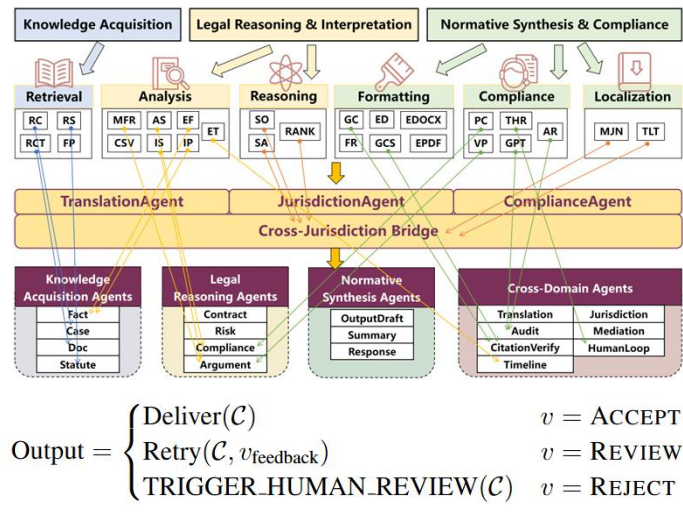 Knowledge Acquisition
Legal Reasoning & Interpretation
Normative Synthesis & Compliance
Retrieval
Analysis
Reasoning
Formatting
Compliance
Localization
RC RS
RCT FP
MFR AS EF
ET
CSV IS IP
SO
RANK
SA
GC ED EDOCX
FR GCS EPDF
PC THR
AR
VP GPT
MJN TLT
TranslationAgent
JurisdictionAgent
ComplianceAgent
Cross-Jurisdiction Bridge
Knowledge
Acquisition Agents
Fact
Case
Doc
Statute
Legal
Reasoning Agents
Contract
Risk
Compliance
Argument
Normative
Synthesis Agents
OutputDraft
Summary
Response
Cross-Domain Agents
Translation Jurisdiction
Audit Mediation
CitationVerify HumanLoop
Timeline
Output = { Deliver(𝒞) v = ACCEPT
Retry(𝒞, v_feedback) v = REVIEW
TRIGGER_HUMAN_REVIEW(𝒞) v = REJECT